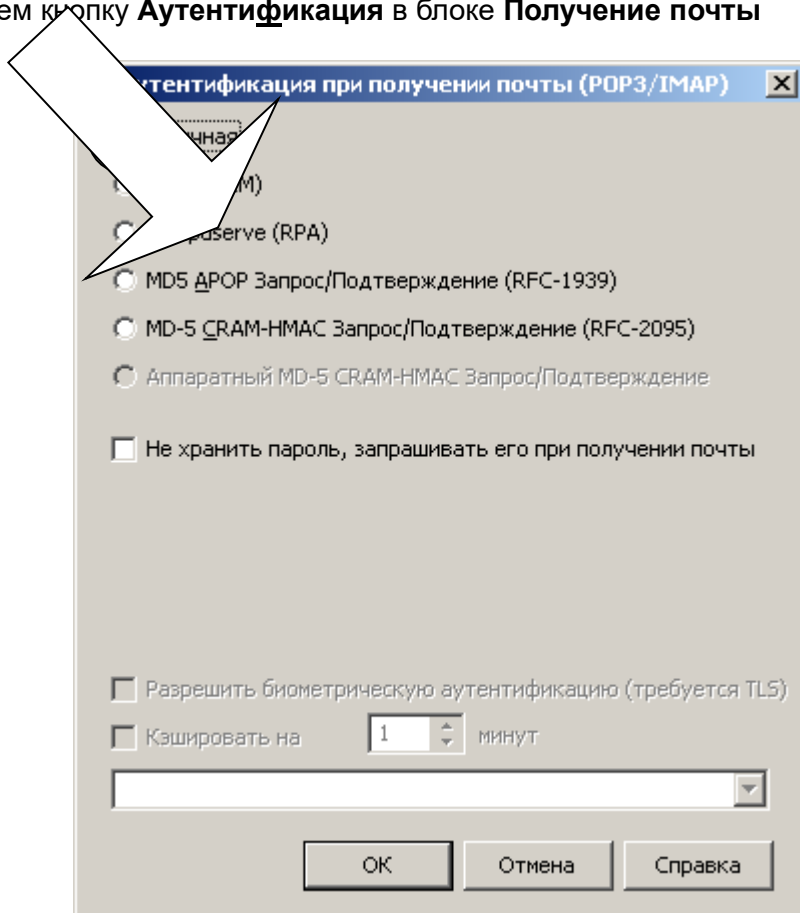 кнопку Аутентификация в блоке Получение почты
при получении почты (POP3/IMAP)
(RPA)
MD5 APOP Запрос/Подтверждение (RFC-1939)
MD-5 CRAM-HMAC Запрос/Подтверждение (RFC-2095)
Аппаратный MD-5 CRAM-HMAC Запрос/Подтверждение
Не хранить пароль, запрашивать его при получении почты
Разрешить биометрическую аутентификацию (требуется TLS)
Кэшировать на 1 минут
ОК Отмена Справка